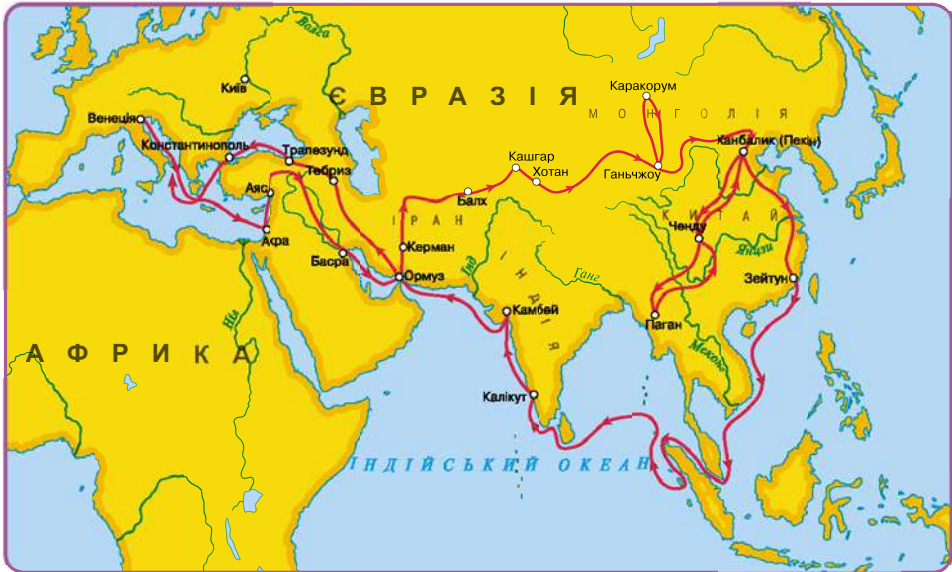 Волга
Київ
ЄВРАЗІЯ
Каракорум
МОНГОЛІЯ
Венеція
Константинополь
Трапезунд
Ханбалик (Пекін)
Кашгар
Хотан
Ганьчжоу
Тебриз
Аяс
Балх
ІРАН
КИТАЙ
Акра
Керман
Ченду
Янцзи
Басра
Ормуз
Інд
ІНДІЯ
Ганг
Зейтун
Ніл
Камбей
Паган
АФРИКА
Меконг
Калікут
ІНДІЙСЬКИЙ ОКЕАН